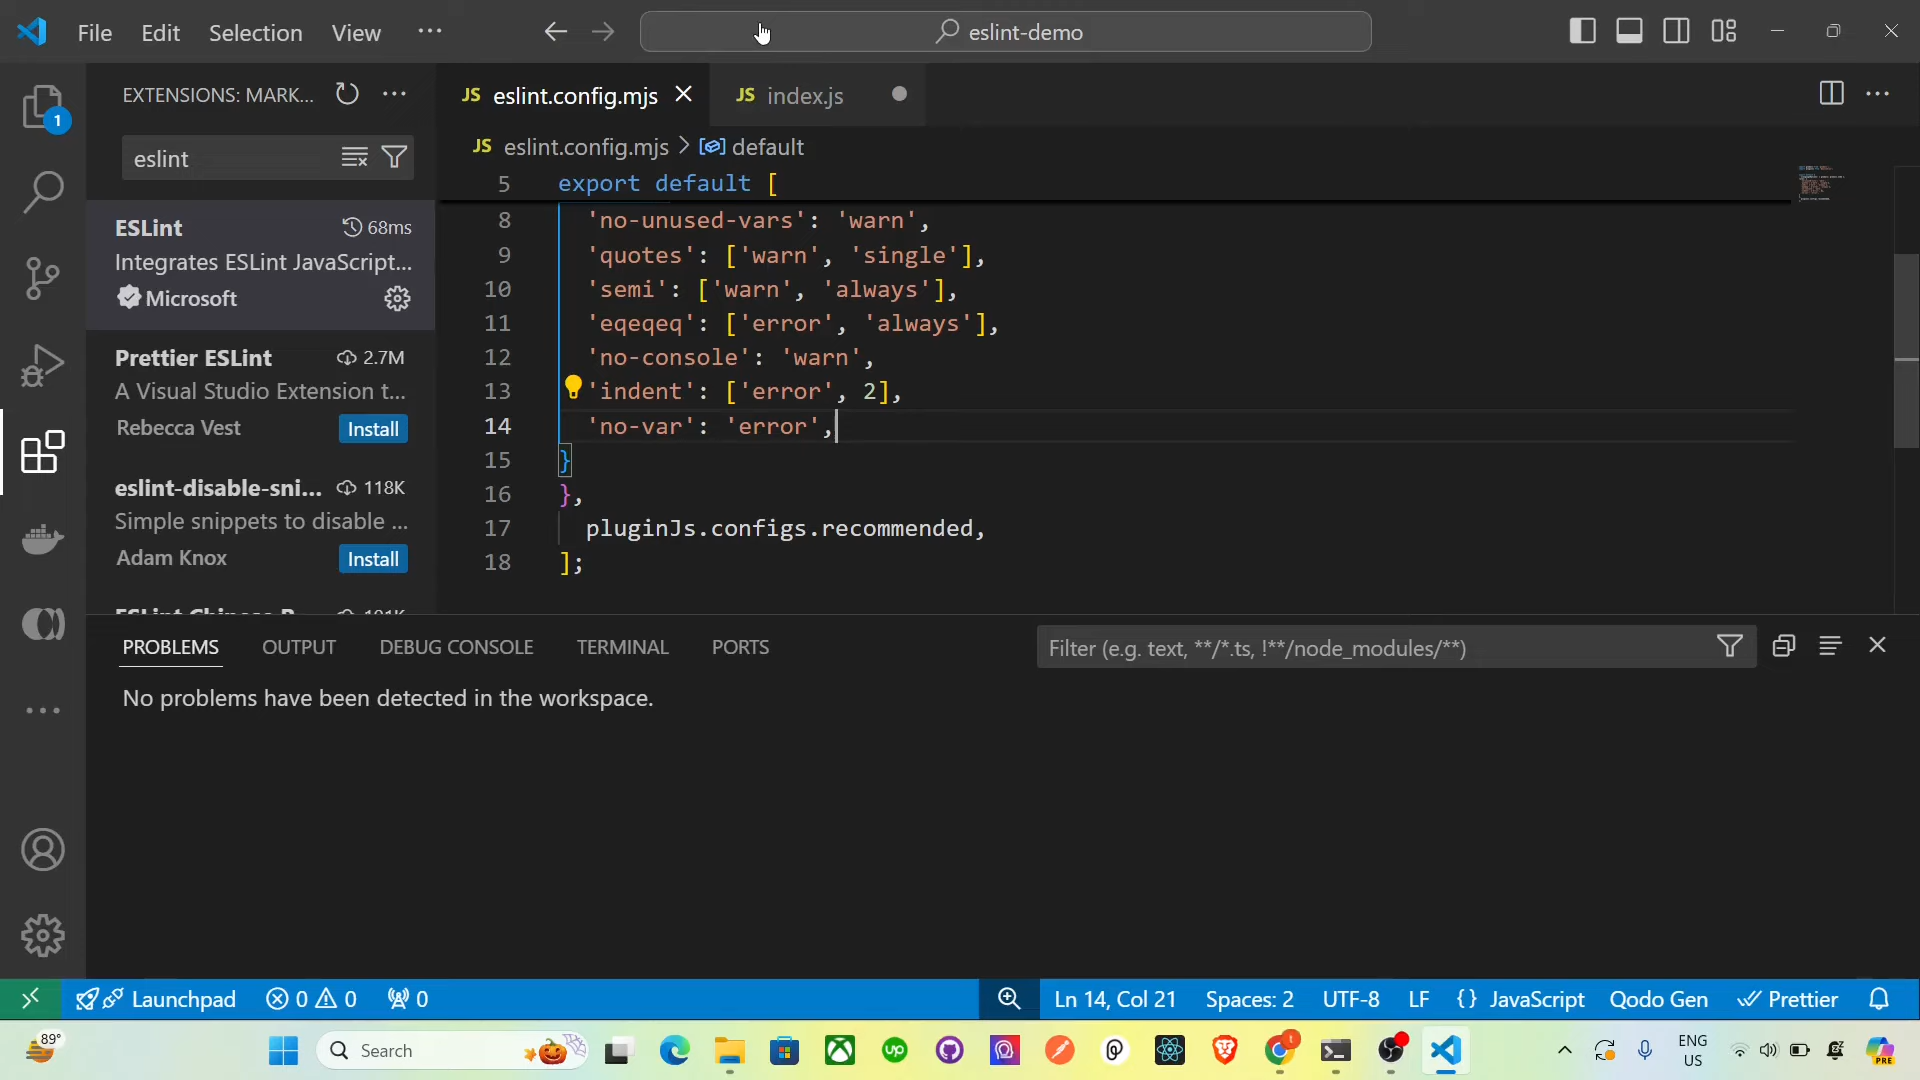 File Edit Selection View ···
eslint-demo
1
EXTENSIONS: MARK...
eslint
ESLint 68ms
Integrates ESLint JavaScript...
Microsoft
Prettier ESLint 2.7M
A Visual Studio Extension t...
Rebecca Vest Install
eslint-disable-sni... 118K
Simple snippets to disable ...
Adam Knox Install
JS eslint.config.mjs
JS index.js
JS eslint.config.mjs > default
5 export default [
8 'no-unused-vars': 'warn',
9 'quotes': ['warn', 'single'],
10 'semi': ['warn', 'always'],
11 'eqeqeq': ['error', 'always'],
12 'no-console': 'warn',
13 'indent': ['error', 2],
14 'no-var': 'error',
15 }
16 },
17 pluginJs.configs.recommended,
18 ];
PROBLEMS OUTPUT DEBUG CONSOLE TERMINAL PORTS
Filter (e.g. text, **/*.ts, !**/node_modules/**)
No problems have been detected in the workspace.
Launchpad 0 0 0
Ln 14, Col 21 Spaces: 2 UTF-8 LF {} JavaScript Qodo Gen Prettier
89°
Search
up
ENG
US
PRE